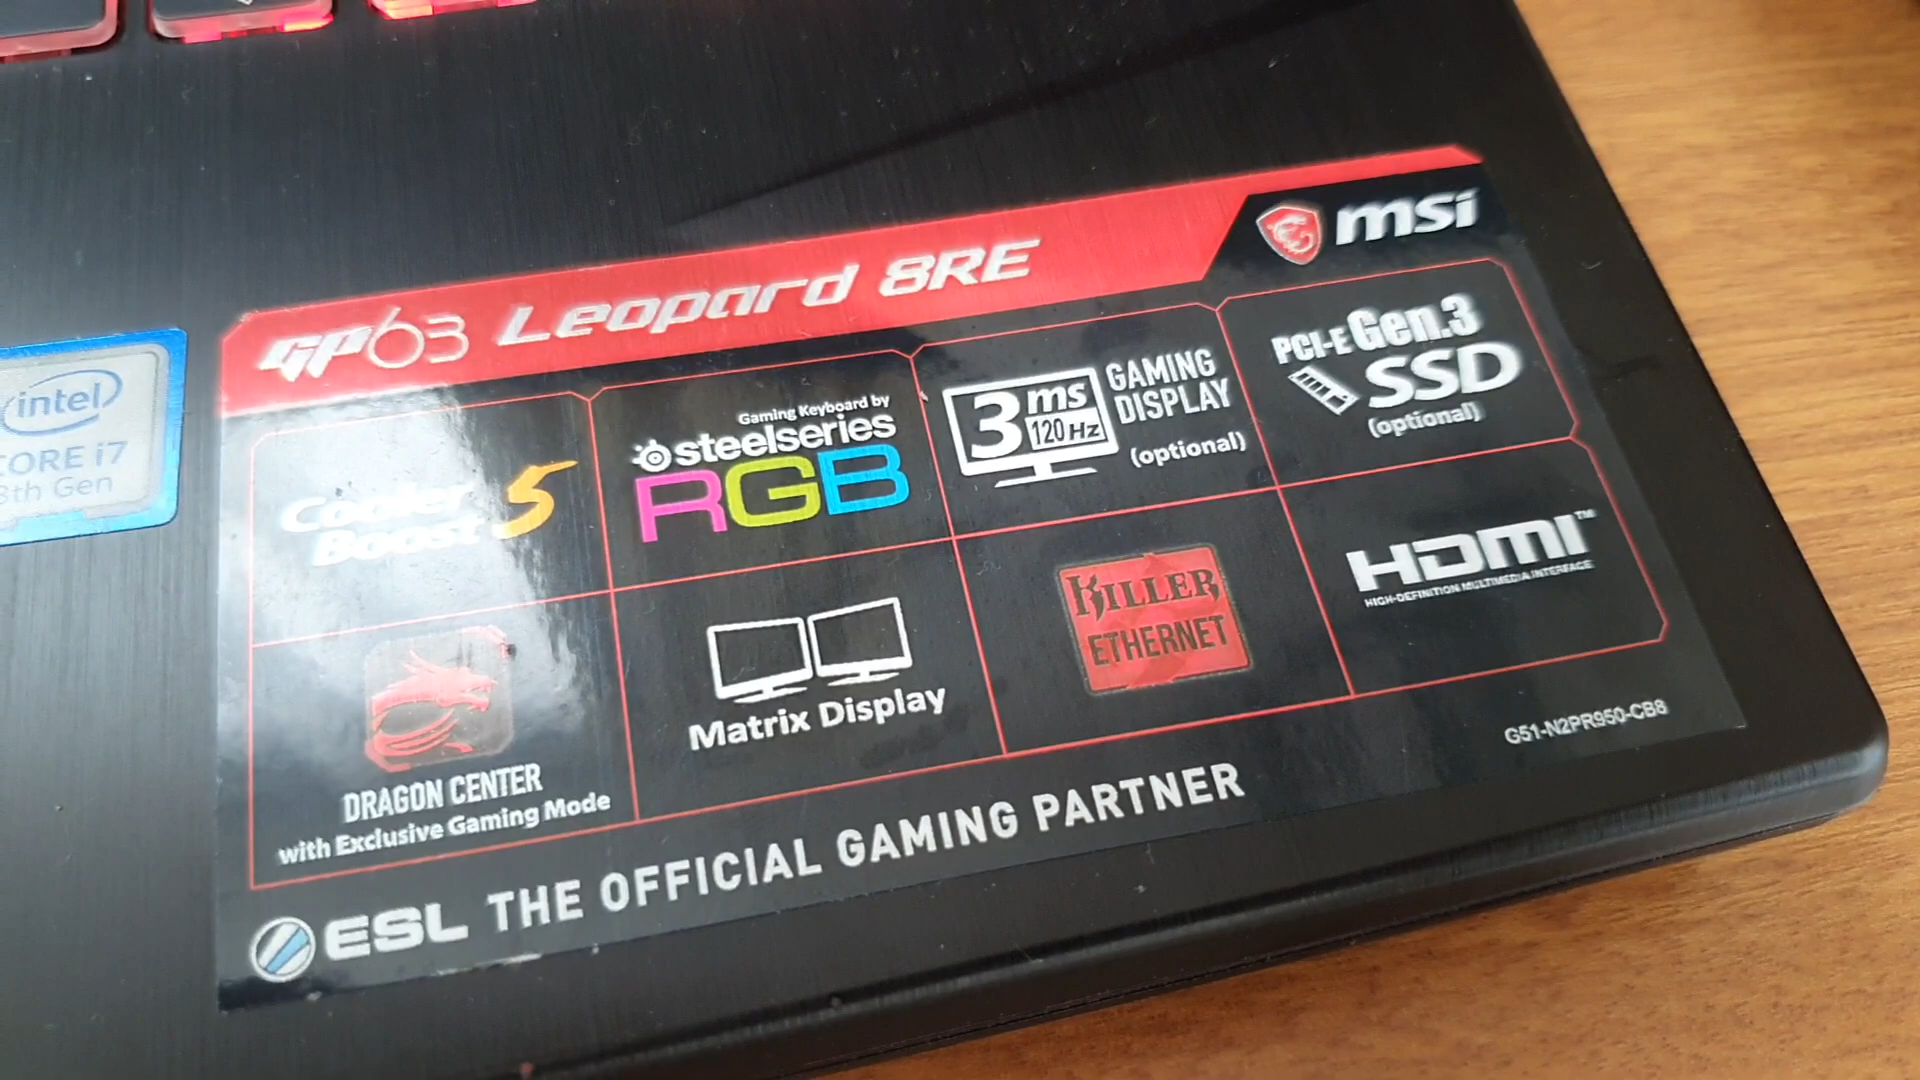 GP63 Leopard 8RE
msi
intel
CORE i7
8th Gen
Cooler
Boost 5
Gaming Keyboard by
steelseries
RGB
3 ms
120Hz
GAMING
DISPLAY
(optional)
PCI-E Gen.3
SSD
(optional)
DRAGON CENTER
with Exclusive Gaming Mode
Matrix Display
KILLER
ETHERNET
HDMI™
HIGH-DEFINITION MULTIMEDIA INTERFACE
G51-N2PR950-CB8
ESL THE OFFICIAL GAMING PARTNER